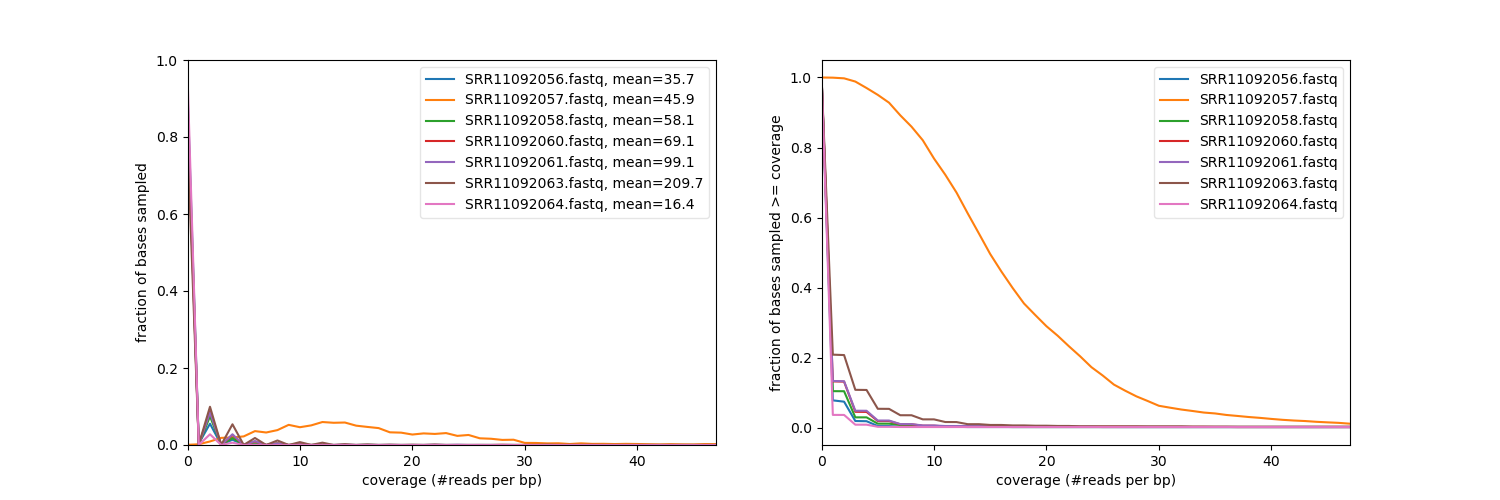 fraction of bases sampled
1.0
0.8
0.6
0.4
0.2
0.0
SRR11092056.fastq, mean=35.7
SRR11092057.fastq, mean=45.9
SRR11092058.fastq, mean=58.1
SRR11092060.fastq, mean=69.1
SRR11092061.fastq, mean=99.1
SRR11092063.fastq, mean=209.7
SRR11092064.fastq, mean=16.4
0 10 20 30 40
coverage (#reads per bp)
fraction of bases sampled >= coverage
1.0
0.8
0.6
0.4
0.2
0.0
SRR11092056.fastq
SRR11092057.fastq
SRR11092058.fastq
SRR11092060.fastq
SRR11092061.fastq
SRR11092063.fastq
SRR11092064.fastq
0 10 20 30 40
coverage (#reads per bp)